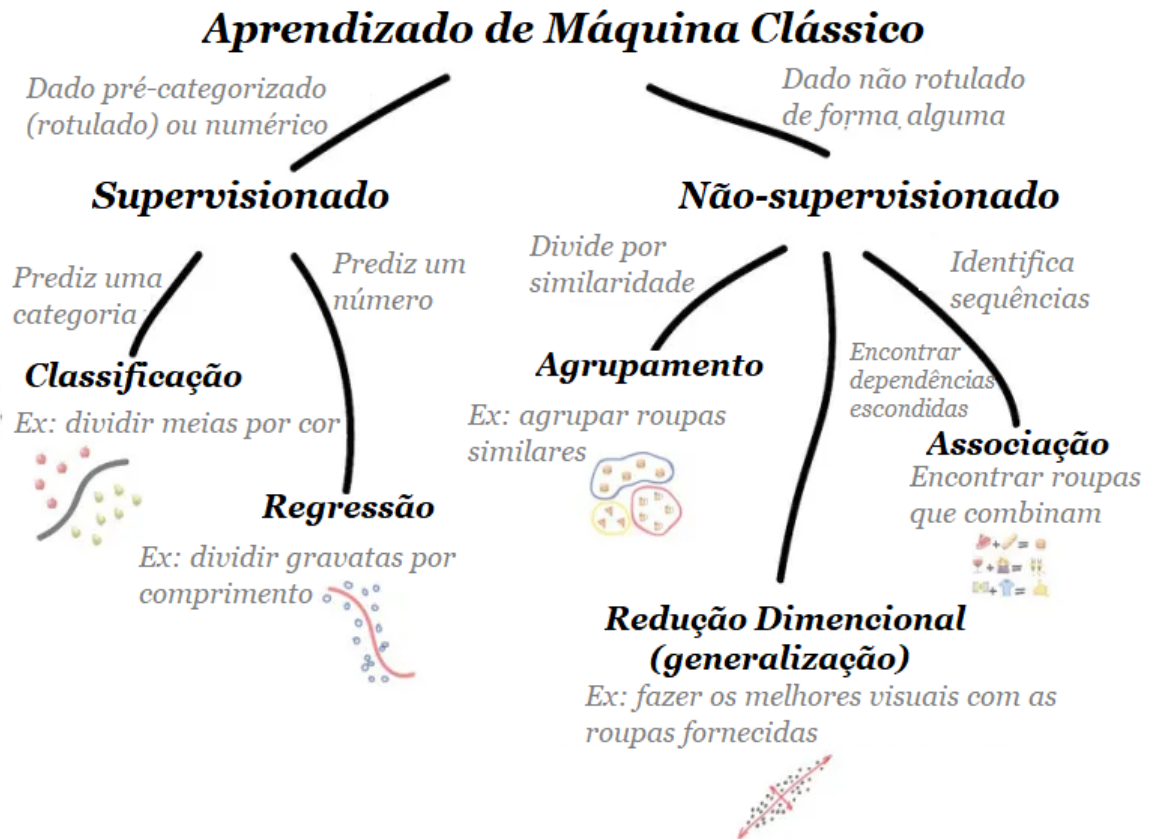 Aprendizado de Máquina Clássico
Dado pré-categorizado
(rotulado) ou numérico
Dado não rotulado
de forma alguma
Supervisionado
Não-supervisionado
Prediz uma
categoria
Prediz um
número
Divide por
similaridade
Identifica
sequências
Classificação
Ex: dividir meias por cor
Regressão
Ex: dividir gravatas por
comprimento
Agrupamento
Ex: agrupar roupas
similares
Encontrar
dependências
escondidas
Associação
Encontrar roupas
que combinam
Redução Dimencional
(generalização)
Ex: fazer os melhores visuais com as
roupas fornecidas